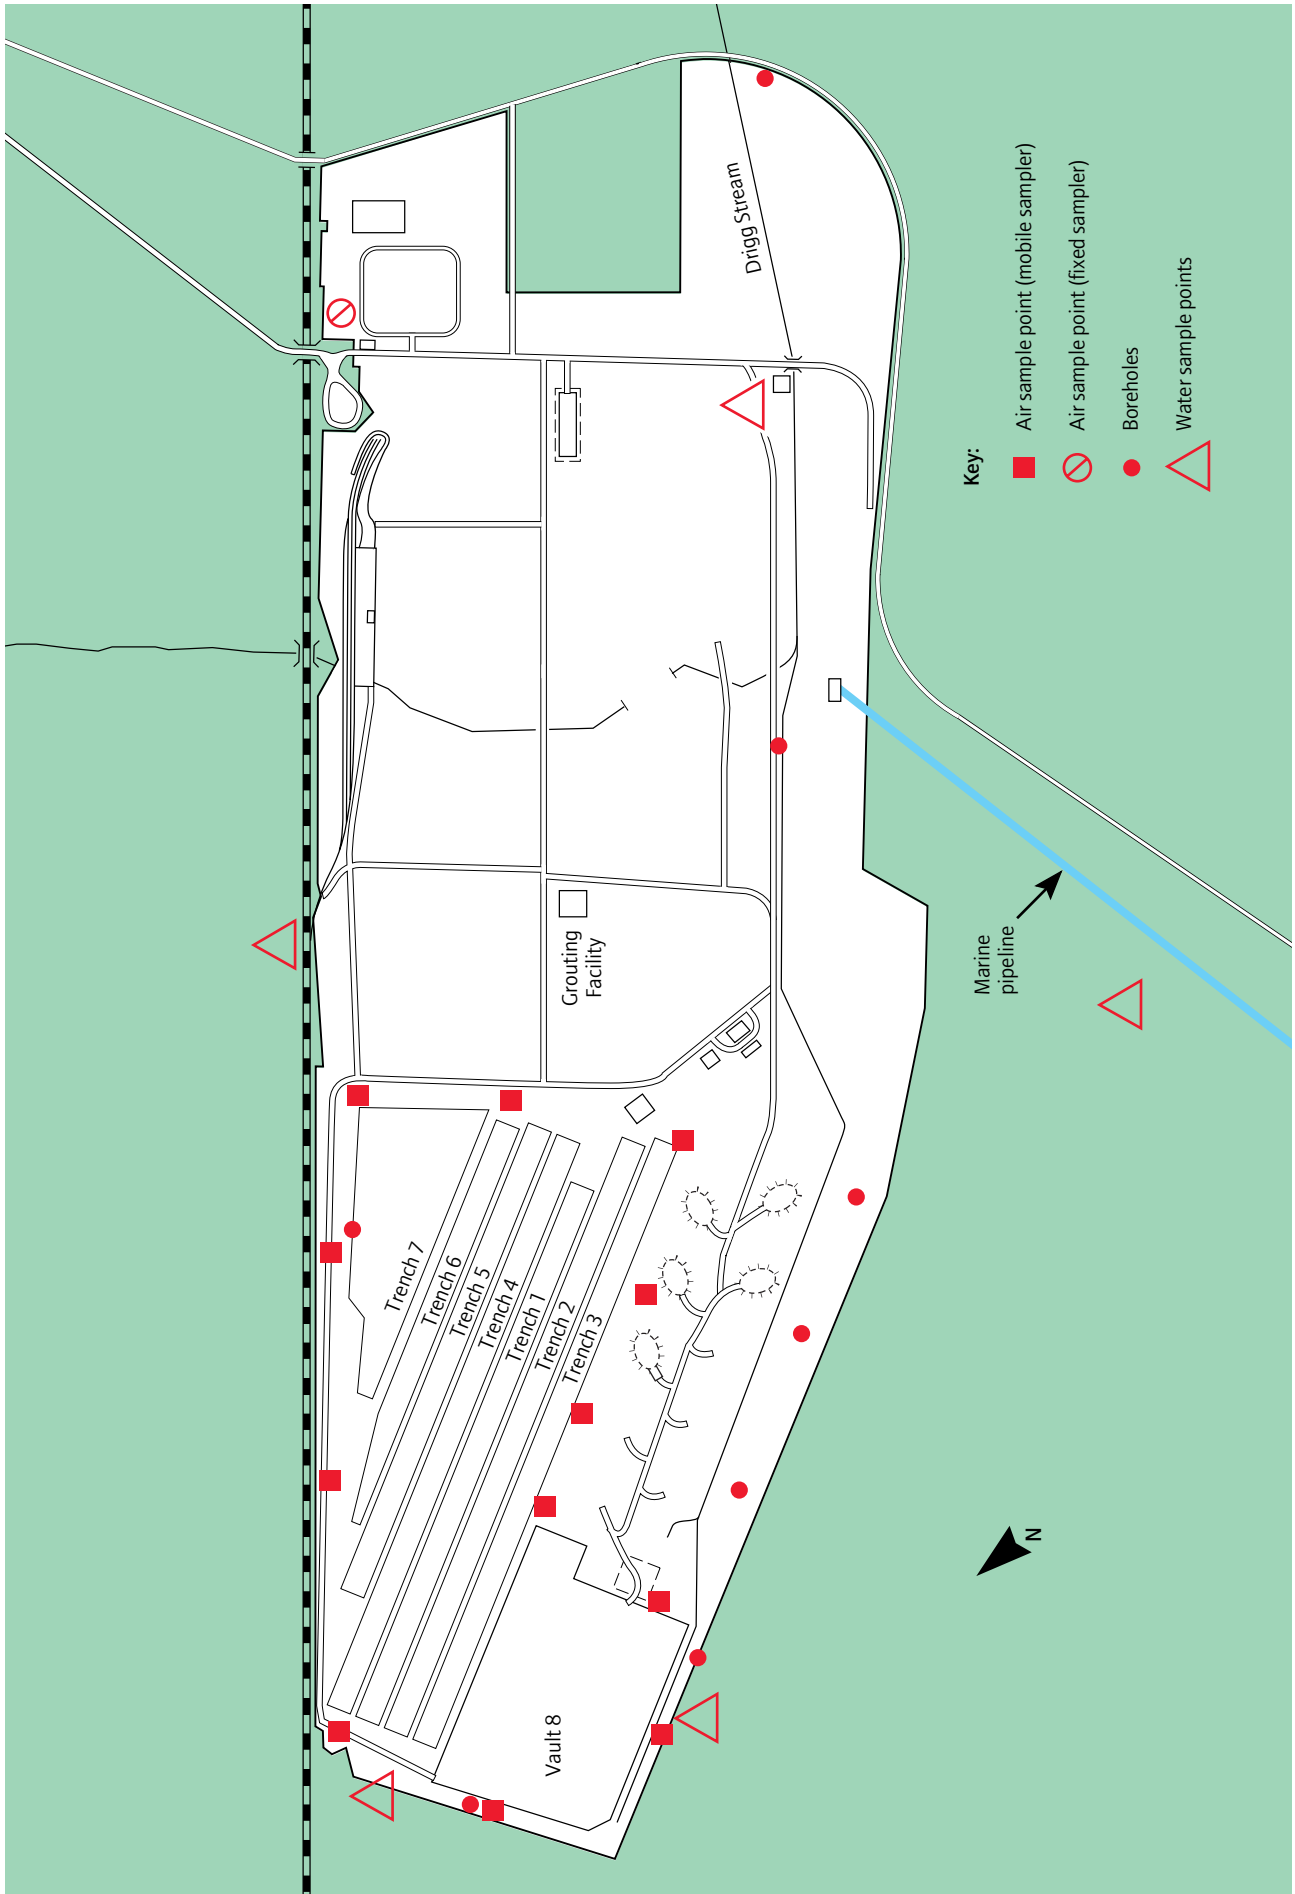 Drigg Stream
Key:
Air sample point (mobile sampler)
Air sample point (fixed sampler)
Boreholes
Water sample points
Grouting
Facility
Marine
pipeline
Trench 7
Trench 6
Trench 5
Trench 4
Trench 1
Trench 2
Trench 3
Vault 8
N